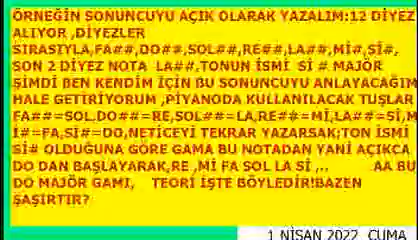 ÖRNEĞİN SONUNCUYU AÇIK OLARAK YAZALIM:12 DİYEZ
ALIYOR ,DİYEZLER
SIRASIYLA,FA##,DO##,SOL##,RE##,LA##,Mİ#,Sİ#,
SON 2 DİYEZ NOTA LA##,TONUN İSMİ Sİ # MAJÖR
ŞİMDİ BEN KENDİM İÇİN BU SONUNCUYU ANLAYACAĞIM
HALE GETİRİYORUM ,PİYANODA KULLANILACAK TUŞLAR
FA##=SOL.DO##=RE,SOL##=LA,RE##=Mİ,LA##=Sİ,M
İ#=FA,Sİ#=DO,NETİCEYİ TEKRAR YAZARSAK;TON İSMİ
Sİ# OLDUĞUNA GÖRE GAMA BU NOTADAN YANİ AÇIKCA
DO DAN BAŞLAYARAK,RE ,Mİ FA SOL LA Sİ ,.. AA BU
DO MAJÖR GAMI, TEORİ İŞTE BÖYLEDİR!BAZEN
ŞAŞIRTIR?
1 NİSAN 2022 CUMA